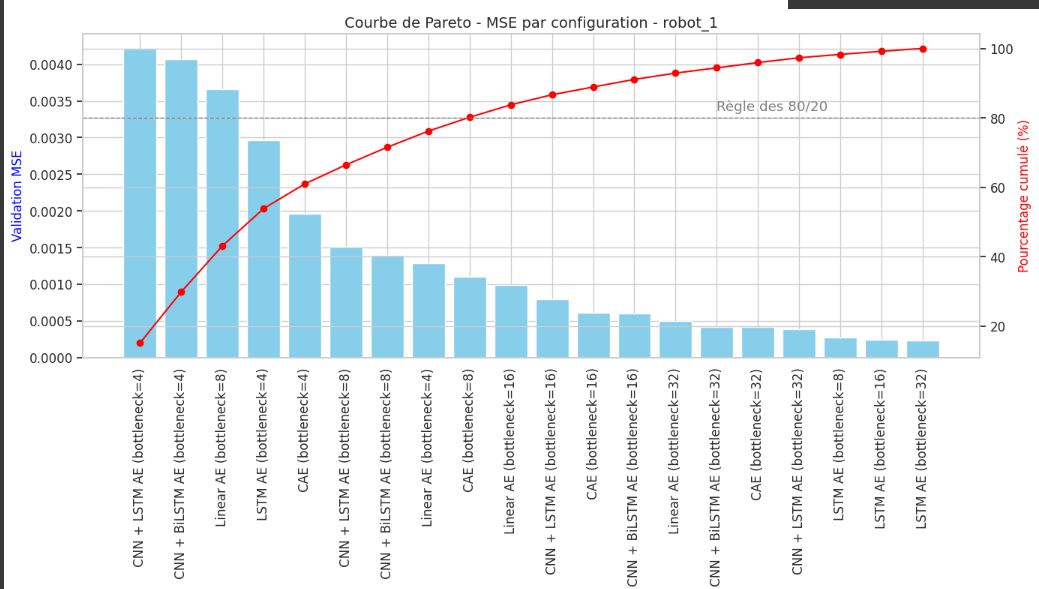 Courbe de Pareto - MSE par configuration - robot_1
Validation MSE
0.0040
0.0035
0.0030
0.0025
0.0020
0.0015
0.0010
0.0005
0.0000
Règle des 80/20
100
80
60
40
20
Pourcentage cumulé (%)
CNN + LSTM AE (bottleneck=4)
CNN + BiLSTM AE (bottleneck=4)
Linear AE (bottleneck=8)
LSTM AE (bottleneck=4)
CAE (bottleneck=4)
CNN + LSTM AE (bottleneck=8)
CNN + BiLSTM AE (bottleneck=8)
Linear AE (bottleneck=4)
CAE (bottleneck=8)
Linear AE (bottleneck=16)
CNN + LSTM AE (bottleneck=16)
CAE (bottleneck=16)
CNN + BiLSTM AE (bottleneck=16)
Linear AE (bottleneck=32)
CNN + BiLSTM AE (bottleneck=32)
CAE (bottleneck=32)
CNN + LSTM AE (bottleneck=32)
LSTM AE (bottleneck=8)
LSTM AE (bottleneck=16)
LSTM AE (bottleneck=32)